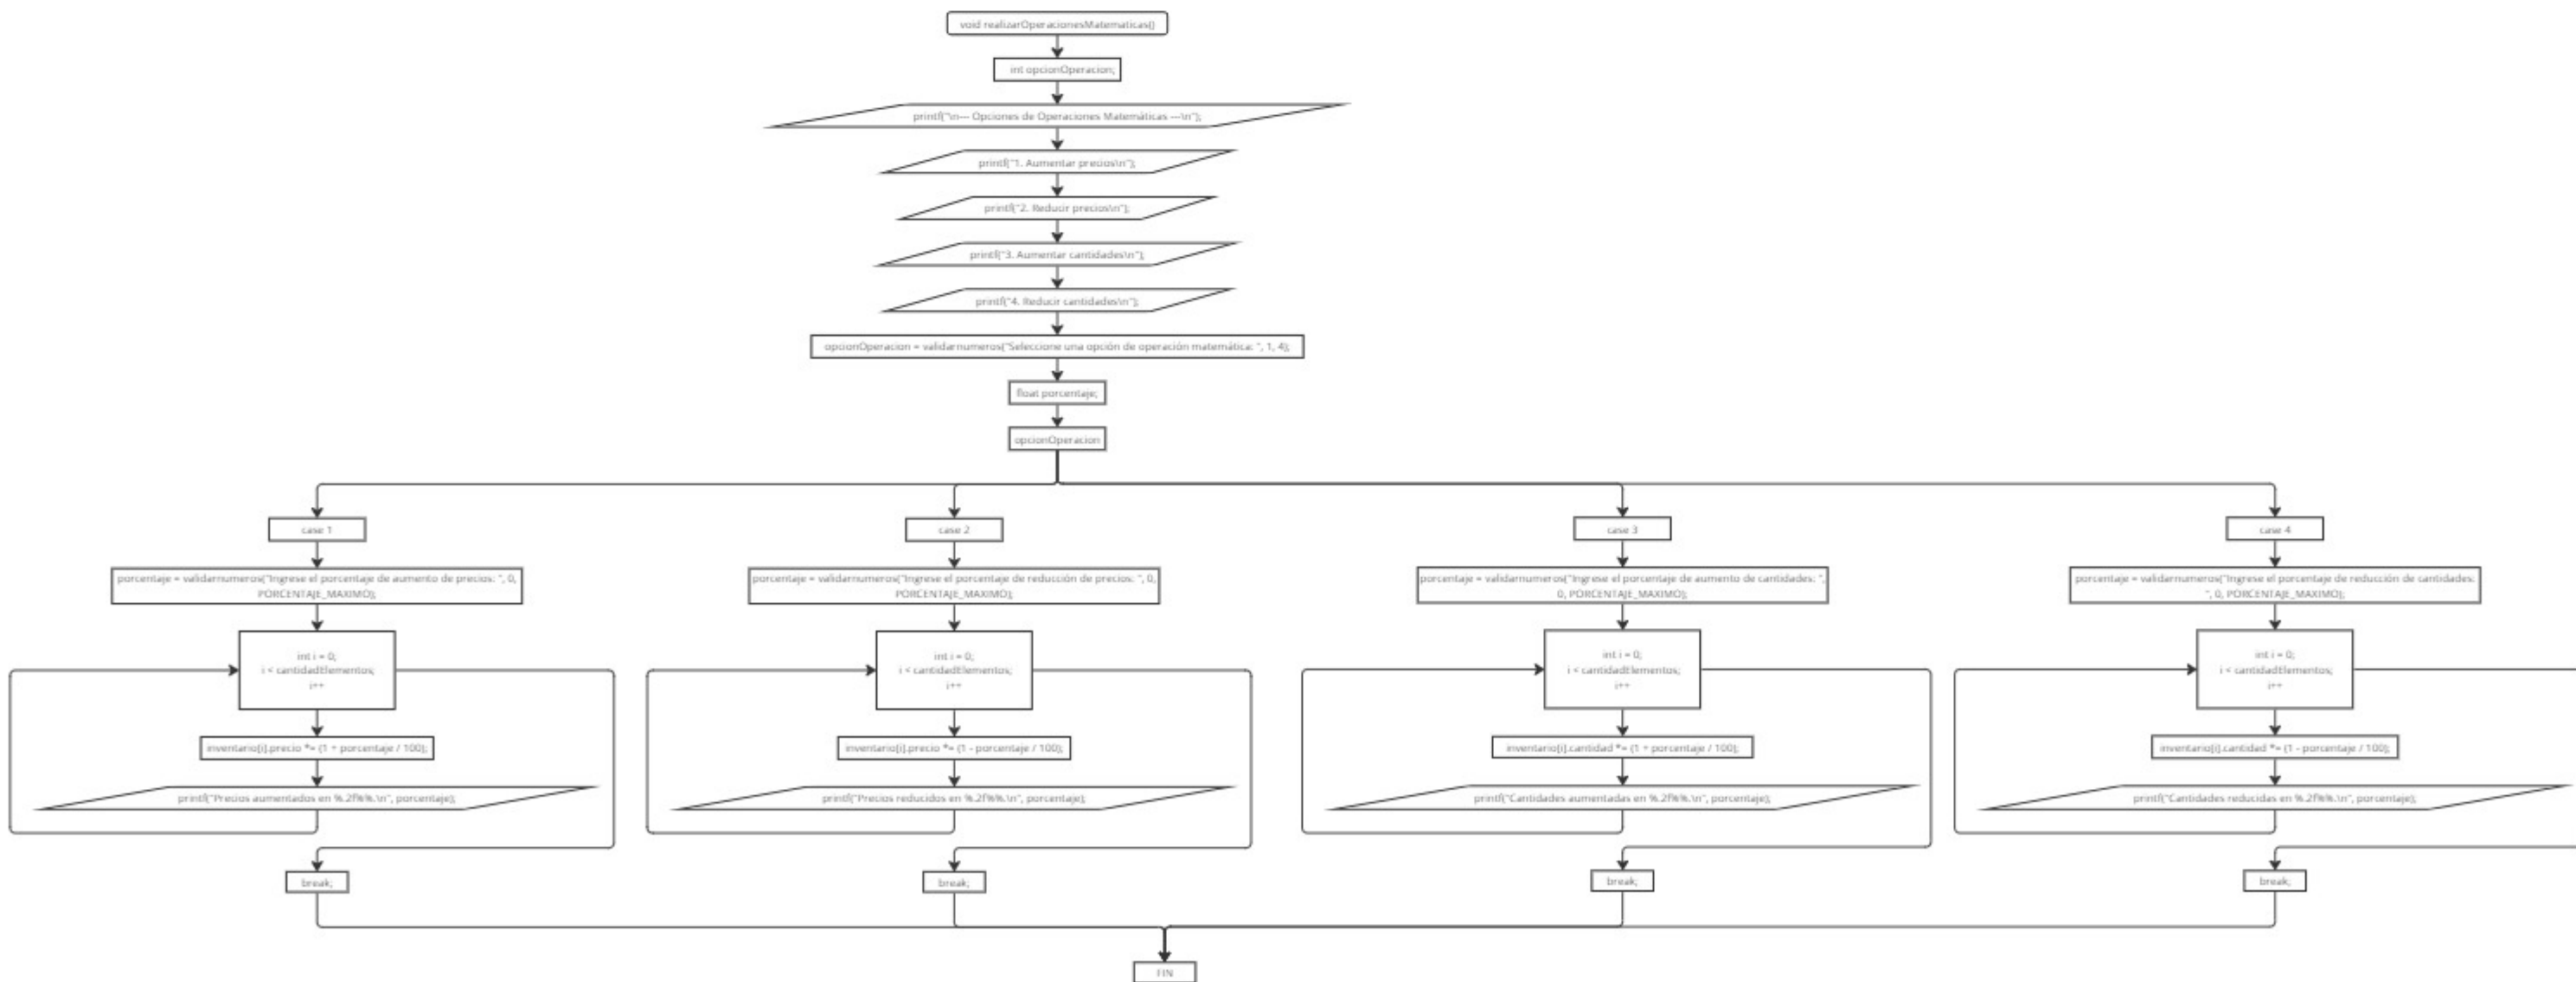 void realizarOperacionesMatematicas()
int opcionOperacion;
printf("\n--- Opciones de Operaciones Matemáticas ---\n");
printf("1. Aumentar precios\n");
printf("2. Reducir precios\n");
printf("3. Aumentar cantidades\n");
printf("4. Reducir cantidades\n");
opcionOperacion = validarnumeros("Seleccione una opción de operación matemática: ", 1, 4);
float porcentaje;
opcionOperacion
case 1
porcentaje = validarnumeros("Ingrese el porcentaje de aumento de precios: ", 0,
PORCENTAJE_MAXIMO);
int i = 0;
i < cantidadElementos;
i++
inventario[i].precio *= (1 + porcentaje / 100);
printf("Precios aumentados en %.2f%%.\n", porcentaje);
break;
case 2
porcentaje = validarnumeros("Ingrese el porcentaje de reducción de precios: ", 0,
PORCENTAJE_MAXIMO);
int i = 0;
i < cantidadElementos;
i++
inventario[i].precio *= (1 - porcentaje / 100);
printf("Precios reducidos en %.2f%%.\n", porcentaje);
break;
case 3
porcentaje = validarnumeros("Ingrese el porcentaje de aumento de cantidades: ",
0, PORCENTAJE_MAXIMO);
int i = 0;
i < cantidadElementos;
i++
inventario[i].cantidad *= (1 + porcentaje / 100);
printf("Cantidades aumentadas en %.2f%%.\n", porcentaje);
break;
case 4
porcentaje = validarnumeros("Ingrese el porcentaje de reducción de cantidades:
", 0, PORCENTAJE_MAXIMO);
int i = 0;
i < cantidadElementos;
i++
inventario[i].cantidad *= (1 - porcentaje / 100);
printf("Cantidades reducidas en %.2f%%.\n", porcentaje);
break;
FIN